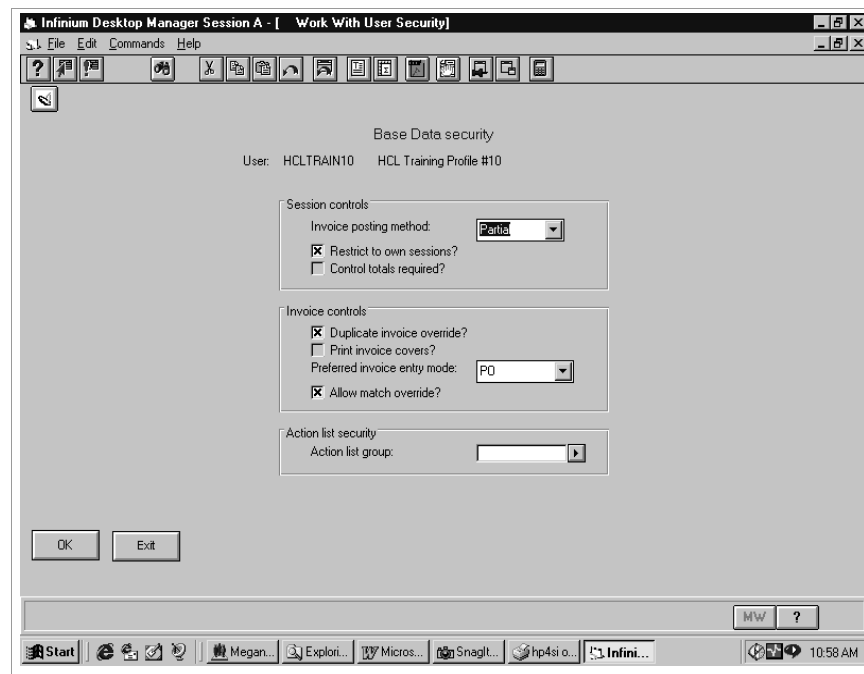 Infinium Desktop Manager Session A - [ Work With User Security]
File Edit Commands Help
Base Data security
User: HCLTRAIN10 HCL Training Profile #10
Session controls
Invoice posting method: Partial
Restrict to own sessions?
Control totals required?
Invoice controls
Duplicate invoice override?
Print invoice covers?
Preferred invoice entry mode: PO
Allow match override?
Action list security
Action list group:
OK Exit
MW ?
Start Megan... Explori... Micros... SnagIt... hp4si o... Infini... 10:58 AM